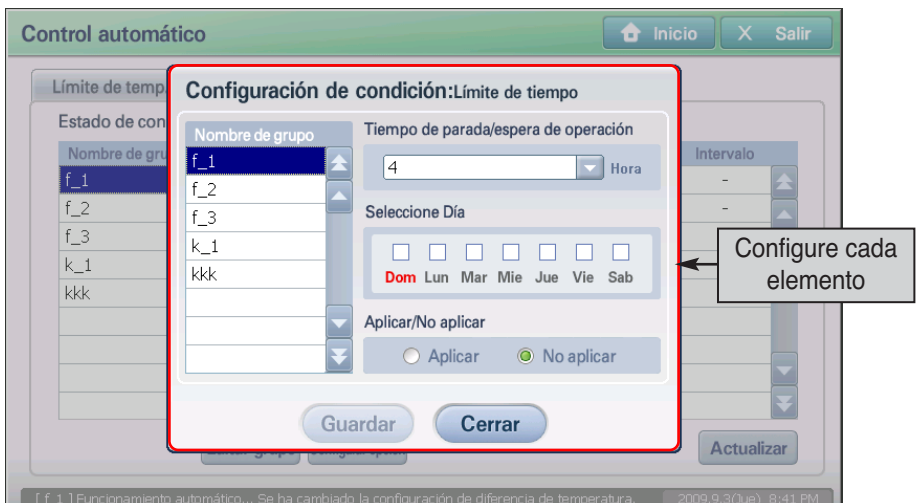 Control automático
Inicio
X Salir
Límite de temp.
Estado de con
Nombre de gru
Intervalo
f_1
-
f_2
-
f_3
k_1
kkk
Configuración de condición:Límite de tiempo
Nombre de grupo
f_1
f_2
f_3
k_1
kkk
Tiempo de parada/espera de operación
4
Hora
Seleccione Día
Dom Lun Mar Mie Jue Vie Sab
Aplicar/No aplicar
Aplicar
No aplicar
Guardar
Cerrar
Configure cada
elemento
Actualizar
[ f_1 ] Funcionamiento automático... Se ha cambiado la configuración de diferencia de temperatura.
2009.9.3(Jue) 8:41 PM